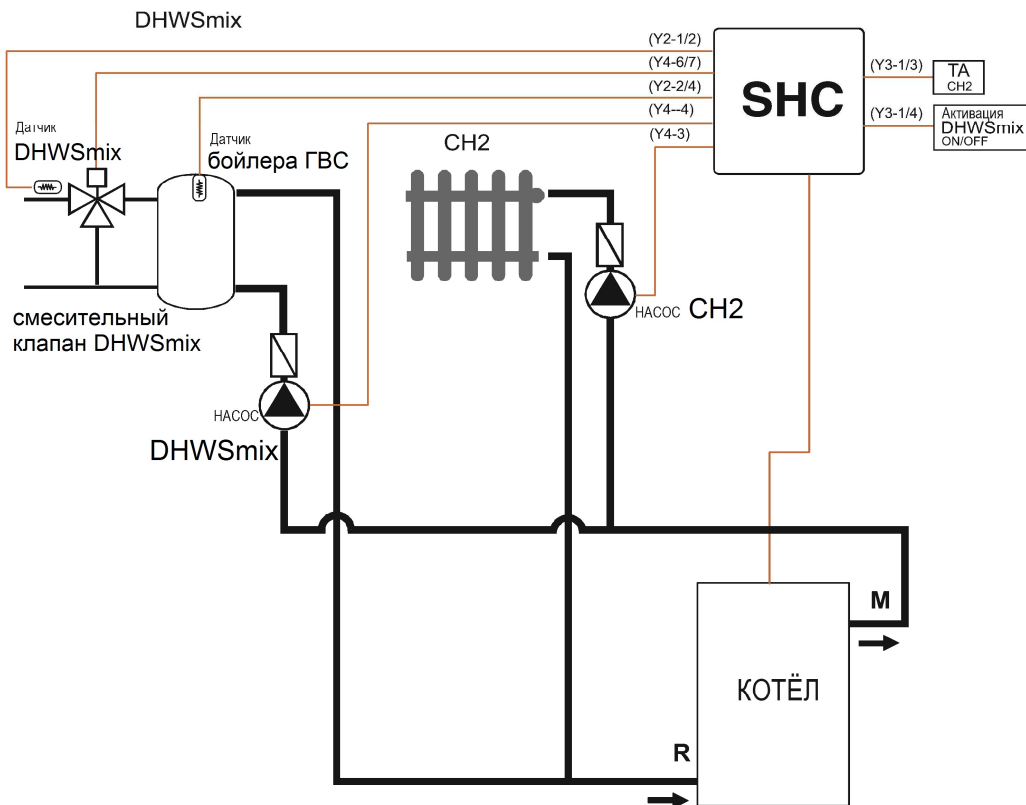 DHWSmix
(Y2-1/2)
(Y4-6/7)
(Y2-2/4)
(Y4--4)
(Y4-3)
SHC
(Y3-1/3)
TA
CH2
(Y3-1/4)
Активация
DHWSmix
ON/OFF
Датчик
DHWSmix
Датчик
бойлера ГВС
CH2
смесительный
клапан DHWSmix
НАСОС
DHWSmix
НАСОС CH2
M
КОТЁЛ
R